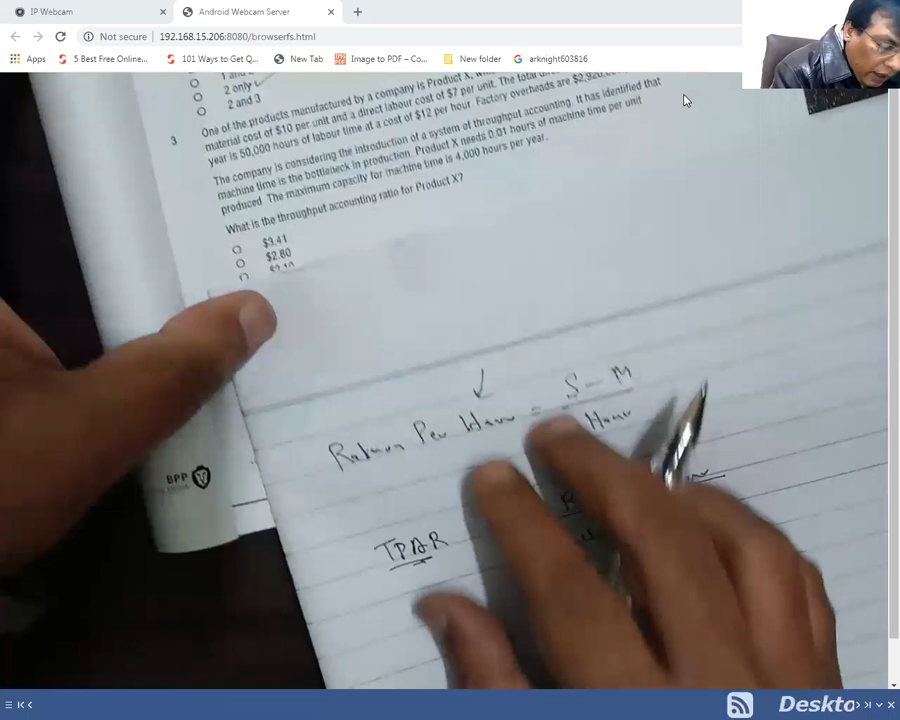 IP Webcam
Android Webcam Server
Not secure | 192.168.15.206:8080/browserfs.html
Apps
5 Best Free Online...
101 Ways to Get Q...
New Tab
Image to PDF – Co...
New folder
arknight603816
1 and
2 only
2 and 3
3
One of the products manufactured by a company is Product X,
material cost of $10 per unit and a direct labour cost of $7 per unit. The total
year is 50,000 hours of labour time at a cost of $12 per hour. Factory overheads are
The company is considering the introduction of a system of throughput accounting. It has identified that
machine time is the bottleneck in production. Product X needs 0.01 hours of machine time per unit
produced. The maximum capacity for machine time is 4,000 hours per year.
What is the throughput accounting ratio for Product X?
$3.41
$2.80
Return Per Hour = S – M
Hour
TPAR
BPP
Deskto